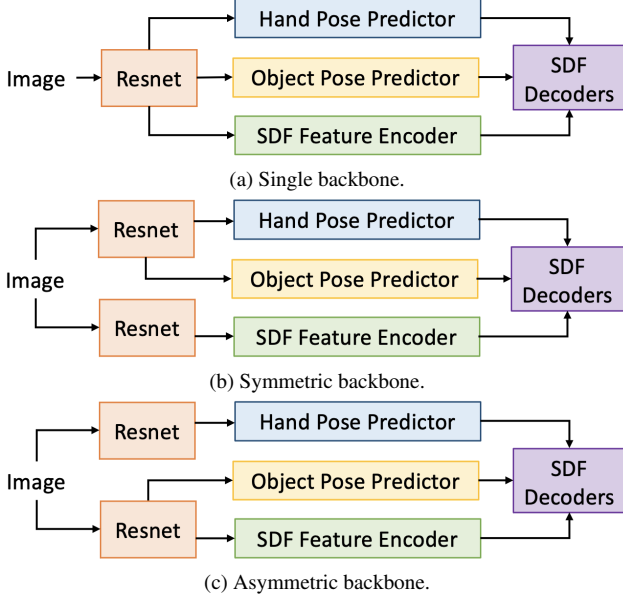 Hand Pose Predictor
Image
Resnet
Object Pose Predictor
SDF
Decoders
SDF Feature Encoder
(a) Single backbone.
Resnet
Hand Pose Predictor
Image
Object Pose Predictor
SDF
Decoders
Resnet
SDF Feature Encoder
(b) Symmetric backbone.
Resnet
Hand Pose Predictor
Image
Object Pose Predictor
SDF
Decoders
Resnet
SDF Feature Encoder
(c) Asymmetric backbone.